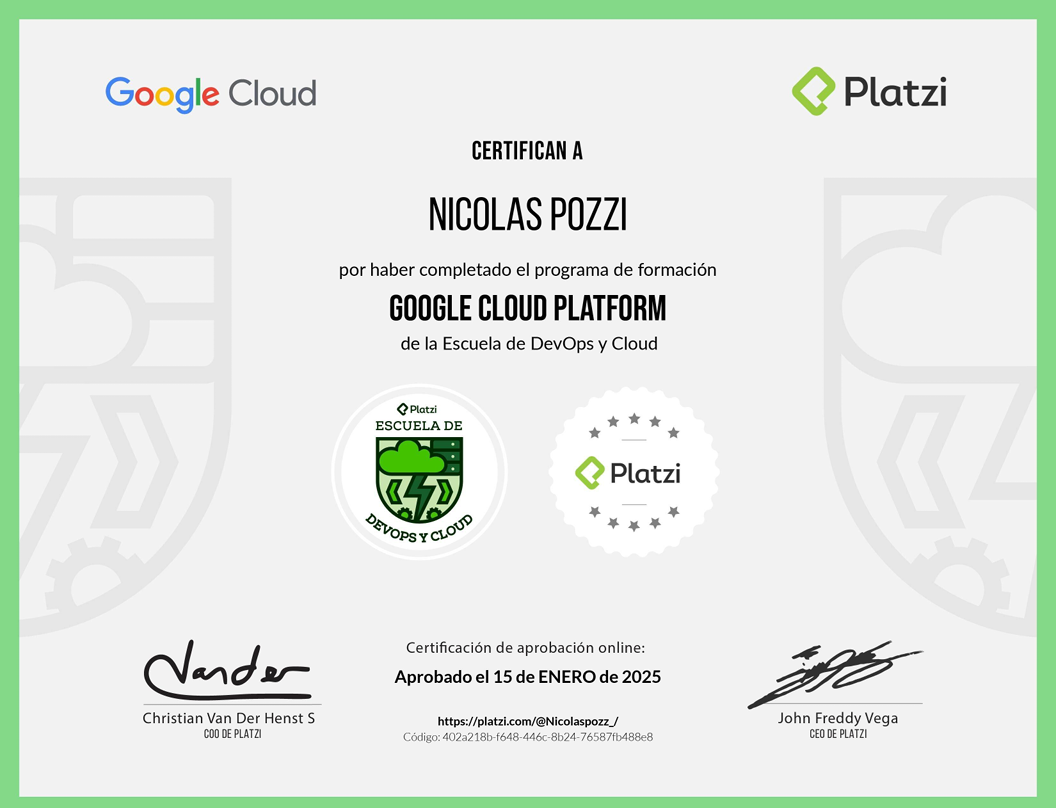 Google Cloud
Platzi
CERTIFICAN A
NICOLAS POZZI
por haber completado el programa de formación
GOOGLE CLOUD PLATFORM
de la Escuela de DevOps y Cloud
Platzi
ESCUELA DE
DEVOPS Y CLOUD
Platzi
Vander
Christian Van Der Henst S
COO DE PLATZI
Certificación de aprobación online:
Aprobado el 15 de ENERO de 2025
https://platzi.com/@Nicolaspozz_/
Código: 402a218b-f648-446c-8b24-76587fb488e8
John Freddy Vega
CEO DE PLATZI